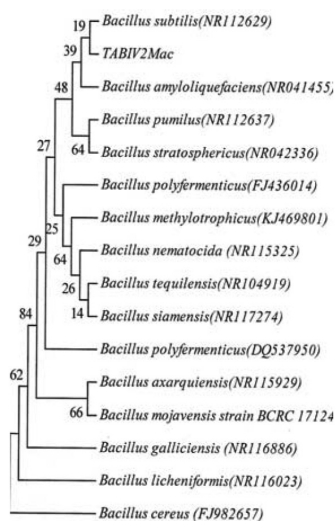 19
Bacillus subtilis(NR112629)
39
TABIV2Mac
48
Bacillus amyloliquefaciens(NR041455)
Bacillus pumilus(NR112637)
64
Bacillus stratosphericus(NR042336)
27
Bacillus polyfermenticus(FJ436014)
25
Bacillus methylotrophicus(KJ469801)
29
64
Bacillus nematocida (NR115325)
26
Bacillus tequilensis(NR104919)
14
Bacillus siamensis(NR117274)
84
Bacillus polyfermenticus(DQ537950)
62
Bacillus axarquiensis(NR115929)
66
Bacillus mojavensis strain BCRC 17124
Bacillus galliciensis (NR116886)
Bacillus licheniformis(NR116023)
Bacillus cereus (FJ982657)